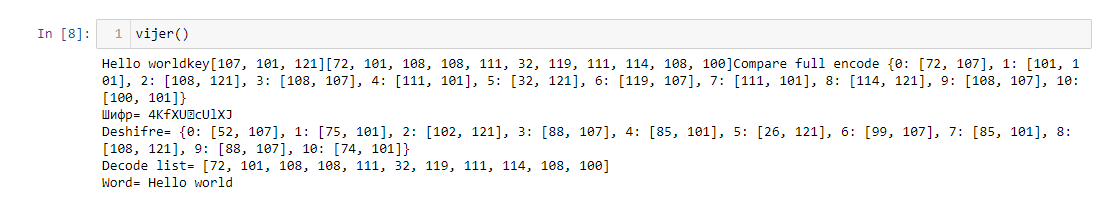 In [8]: 1 vijer()
Hello worldkey[107, 101, 121][72, 101, 108, 108, 111, 32, 119, 111, 114, 108, 100]Compare full encode {0: [72, 107], 1: [101, 1
01], 2: [108, 121], 3: [108, 107], 4: [111, 101], 5: [32, 121], 6: [119, 107], 7: [111, 101], 8: [114, 121], 9: [108, 107], 10:
[100, 101]}
Шифр= 4KfXU␚cUlXJ
Deshifre= {0: [52, 107], 1: [75, 101], 2: [102, 121], 3: [88, 107], 4: [85, 101], 5: [26, 121], 6: [99, 107], 7: [85, 101], 8:
[108, 121], 9: [88, 107], 10: [74, 101]}
Decode list= [72, 101, 108, 108, 111, 32, 119, 111, 114, 108, 100]
Word= Hello world